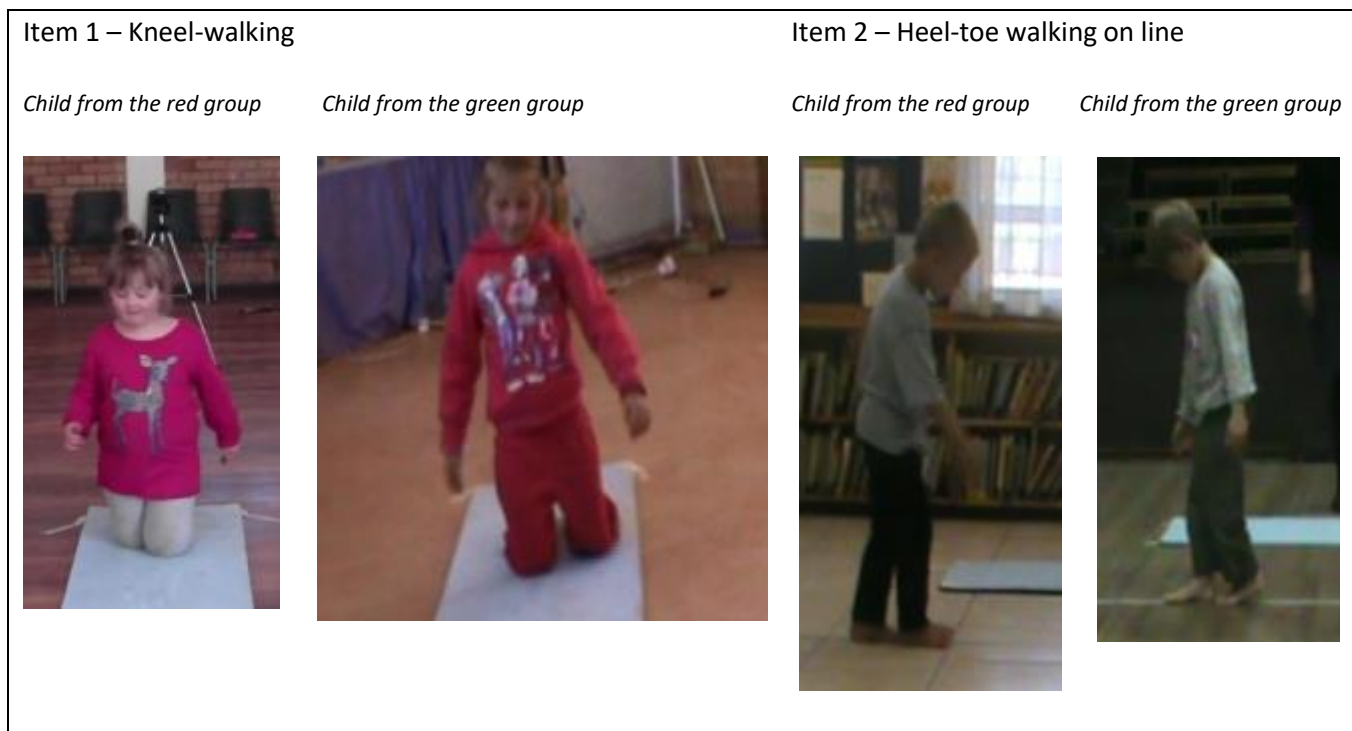 Item 1 – Kneel-walking
Item 2 – Heel-toe walking on line
Child from the red group
Child from the green group
Child from the red group
Child from the green group